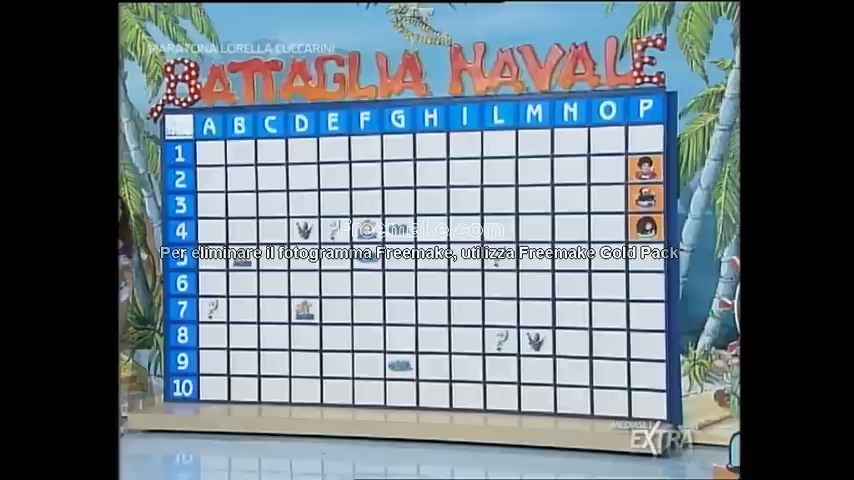 MARATONA LORELLA CUCCARINI
BATTAGLIA NAVALE
A B C D E F G H I L M N O P
1
2
3
4 ?
Freemake.com
Per eliminare il fotogramma Freemake, utilizza Freemake Gold Pack
5 ?
6
7 ? 
8 ?
9
10
MEDIASET
EXTRA